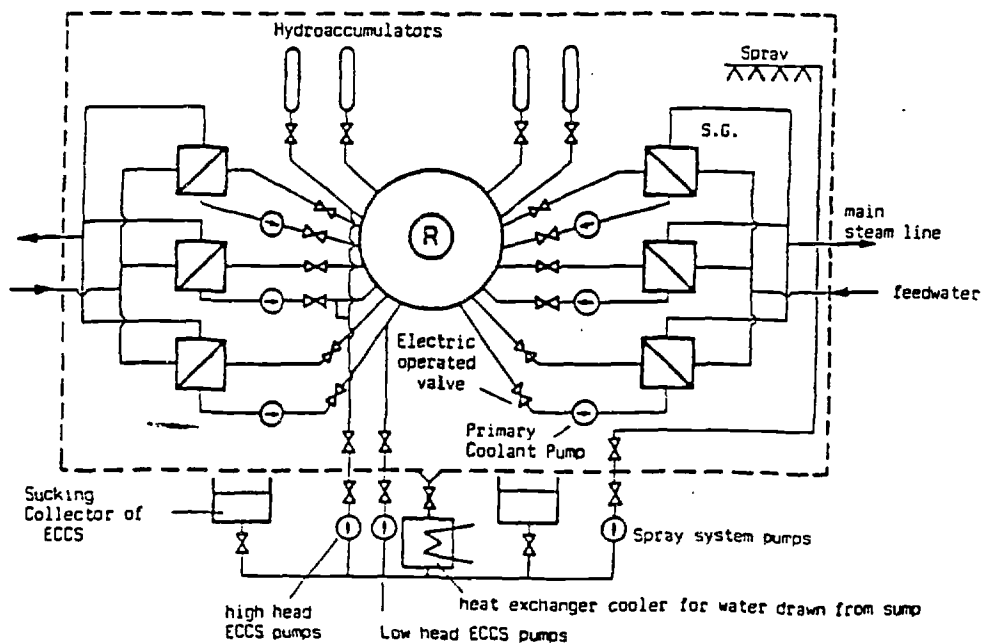 Hydroaccumulators
Spray
S.G.
R
main
steam line
feedwater
Electric
operated
valve
Primary
Coolant Pump
Sucking
Collector of
ECCS
Spray system pumps
high head
ECCS pumps
Low head ECCS pumps
heat exchanger cooler for water drawn from sump